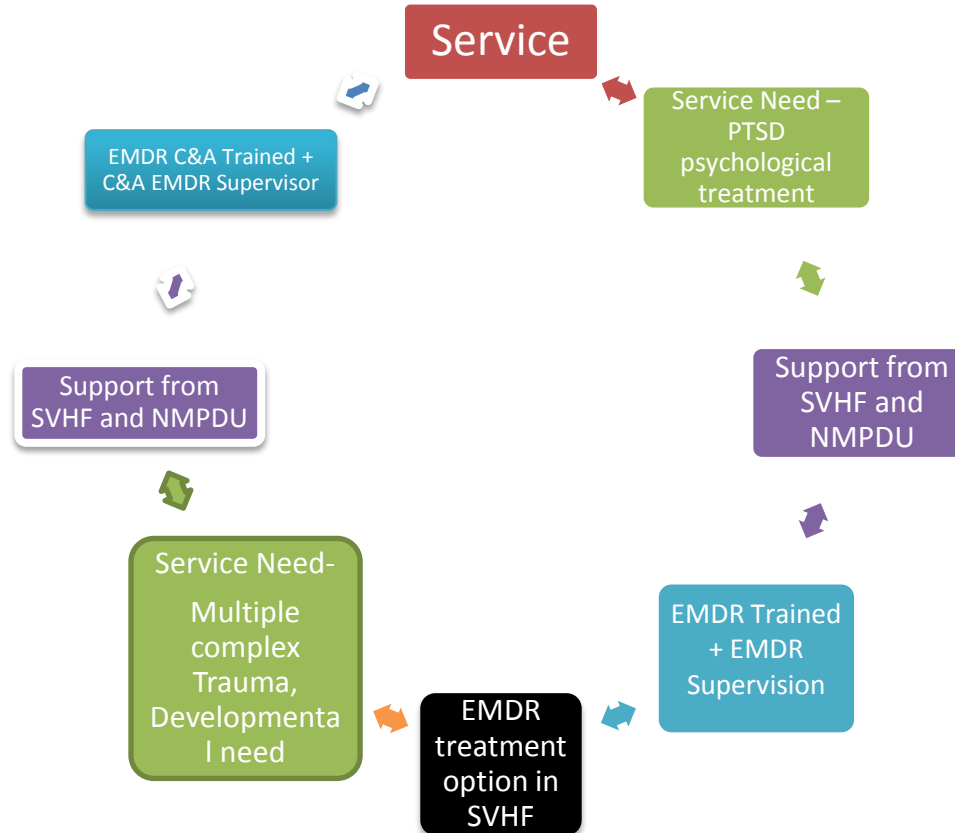 Service
Service Need –
PTSD
psychological
treatment
Support from
SVHF and
NMPDU
EMDR Trained
+ EMDR
Supervision
EMDR
treatment
option in
SVHF
Service Need-
Multiple
complex
Trauma,
Developmenta
l need
Support from
SVHF and NMPDU
EMDR C&A Trained +
C&A EMDR Supervisor